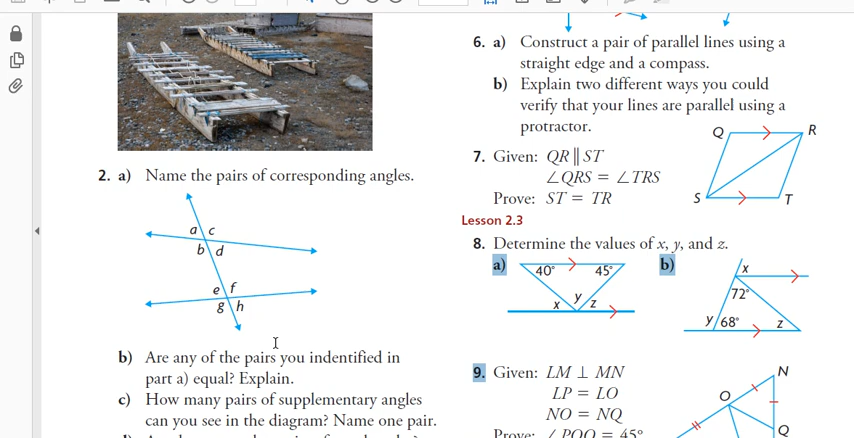 2. a) Name the pairs of corresponding angles.
a c
b d
e f
g h
b) Are any of the pairs you indentified in
part a) equal? Explain.
c) How many pairs of supplementary angles
can you see in the diagram? Name one pair.
6. a) Construct a pair of parallel lines using a
straight edge and a compass.
b) Explain two different ways you could
verify that your lines are parallel using a
protractor.
7. Given: QR ∥ ST
∠QRS = ∠TRS
Prove: ST = TR
Q R
S T
Lesson 2.3
8. Determine the values of x, y, and z.
a) 40° 45°
x y z
b) x
72°
y 68° z
9. Given: LM ⊥ MN
LP = LO
NO = NQ
Prove: ∠POQ = 45°
N
O
Q